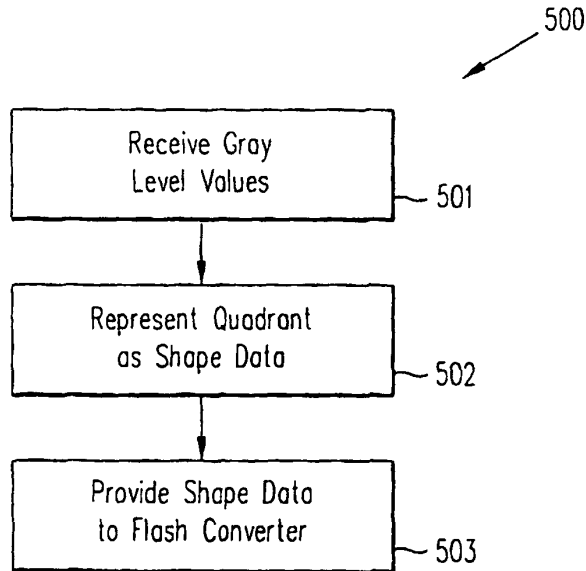 500
Receive Gray
Level Values
501
Represent Quadrant
as Shape Data
502
Provide Shape Data
to Flash Converter
503